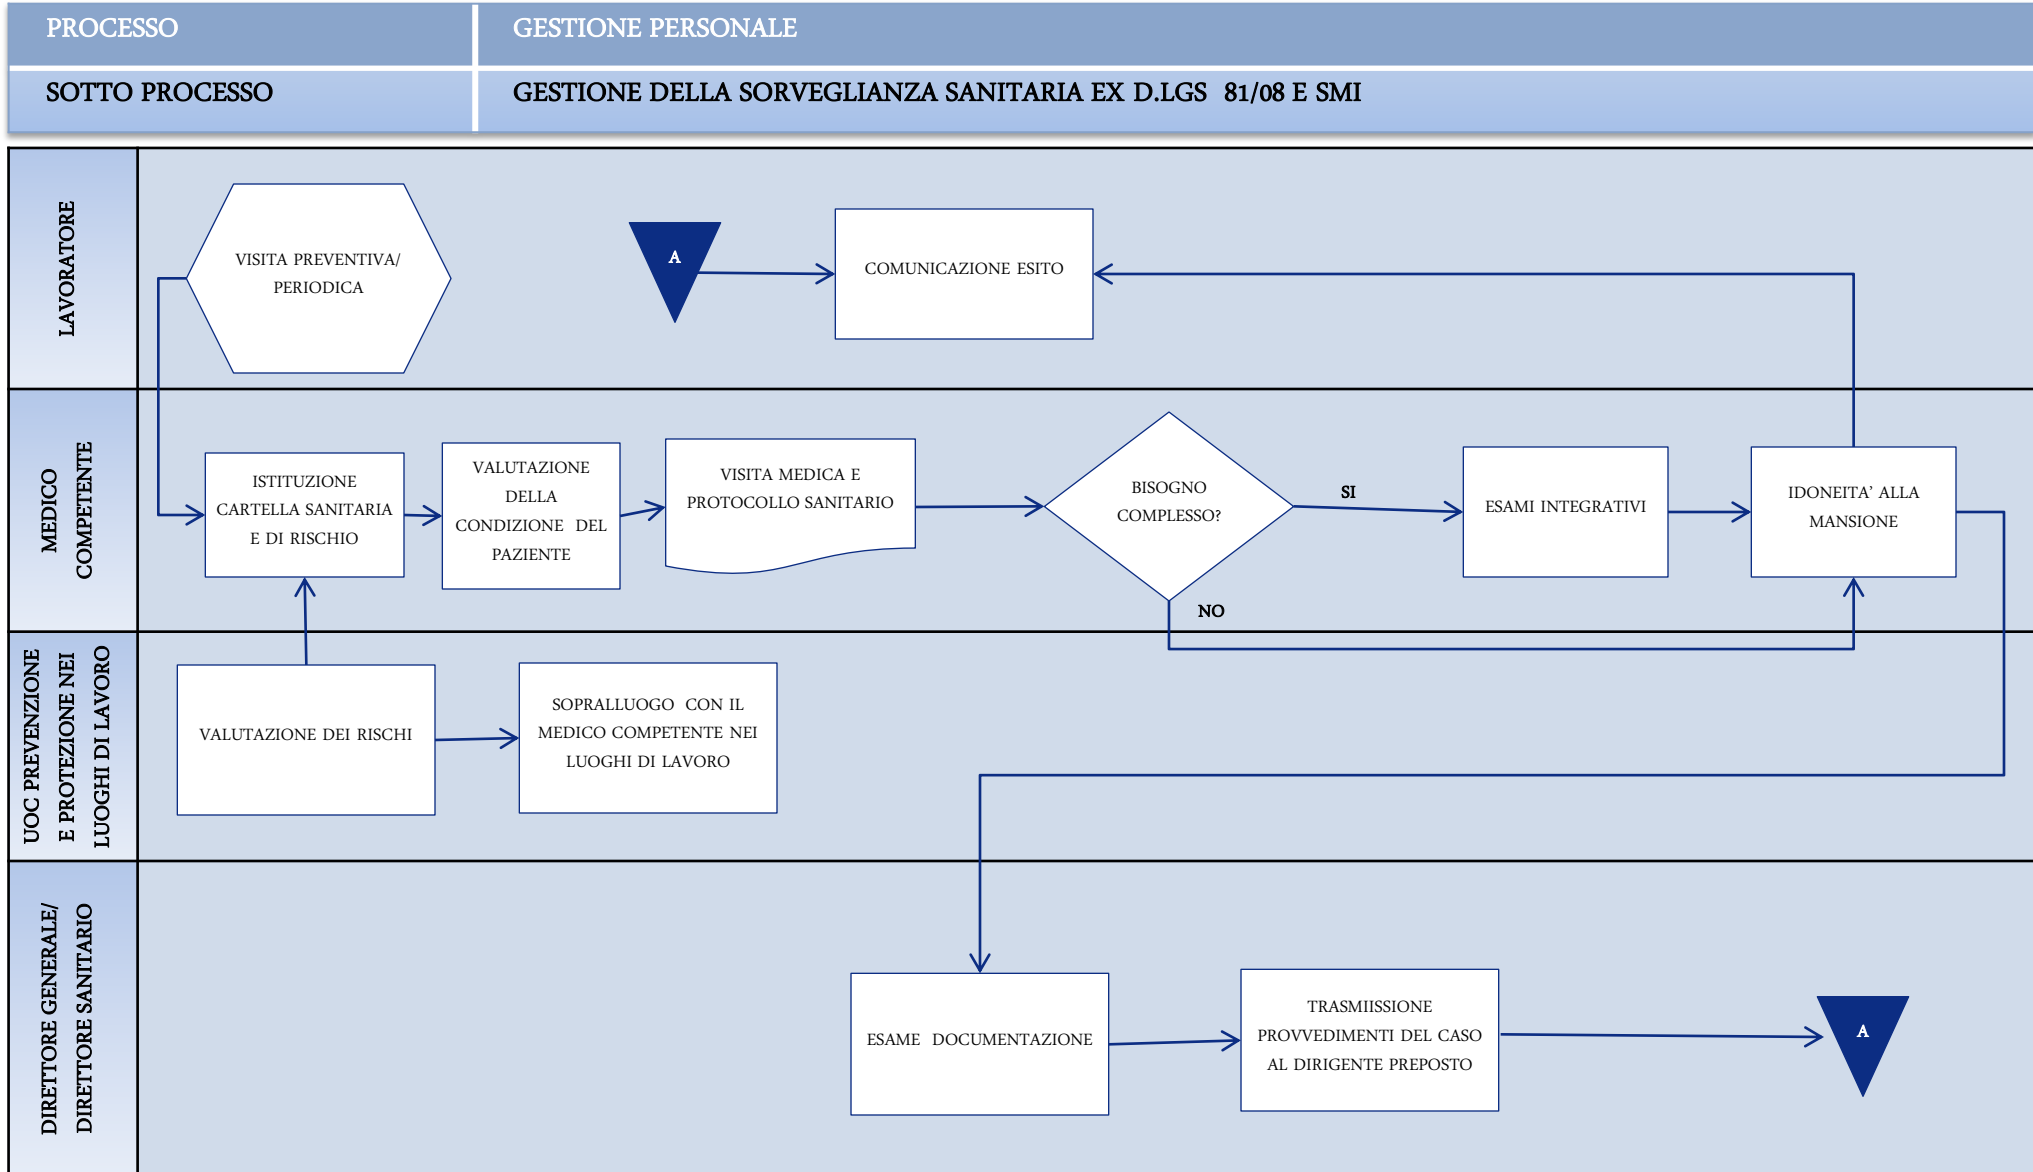 PROCESSO
GESTIONE PERSONALE
SOTTO PROCESSO
GESTIONE DELLA SORVEGLIANZA SANITARIA EX D.LGS 81/08 E SMI
LAVORATORE
VISITA PREVENTIVA/
PERIODICA
A
COMUNICAZIONE ESITO
MEDICO
COMPETENTE
ISTITUZIONE
CARTELLA SANITARIA
E DI RISCHIO
VALUTAZIONE
DELLA
CONDIZIONE DEL
PAZIENTE
VISITA MEDICA E
PROTOCOLLO SANITARIO
BISOGNO
COMPLESSO?
SI
NO
ESAMI INTEGRATIVI
IDONEITA’ ALLA
MANSIONE
UOC PREVENZIONE
E PROTEZIONE NEI
LUOGHI DI LAVORO
VALUTAZIONE DEI RISCHI
SOPRALLUOGO CON IL
MEDICO COMPETENTE NEI
LUOGHI DI LAVORO
DIRETTORE GENERALE/
DIRETTORE SANITARIO
ESAME DOCUMENTAZIONE
TRASMIISSIONE
PROVVEDIMENTI DEL CASO
AL DIRIGENTE PREPOSTO
A